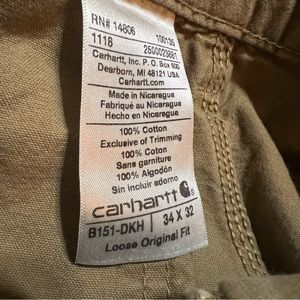 RN# 14806 100135
1118 2500023887
Carhartt, Inc. P.O. Box 600
Dearborn, MI 48121 USA
Carhartt.com
Made in Nicaragua
Fabriqué au Nicaragua
Hecho en Nicaragua
100% Cotton
Exclusive of Trimming
100% Coton
Sans garniture
100% Algodón
Sin incluir adorno
carhartt
B151-DKH 34 X 32
Loose Original Fit